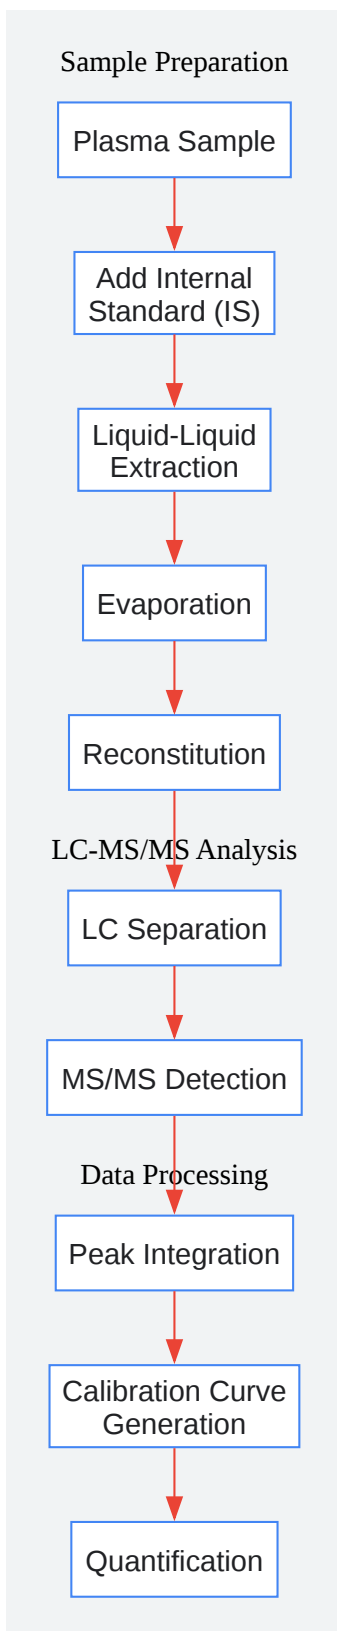 Sample Preparation
Plasma Sample
Add Internal
Standard (IS)
Liquid-Liquid
Extraction
Evaporation
Reconstitution
LC-MS/MS Analysis
LC Separation
MS/MS Detection
Data Processing
Peak Integration
Calibration Curve
Generation
Quantification